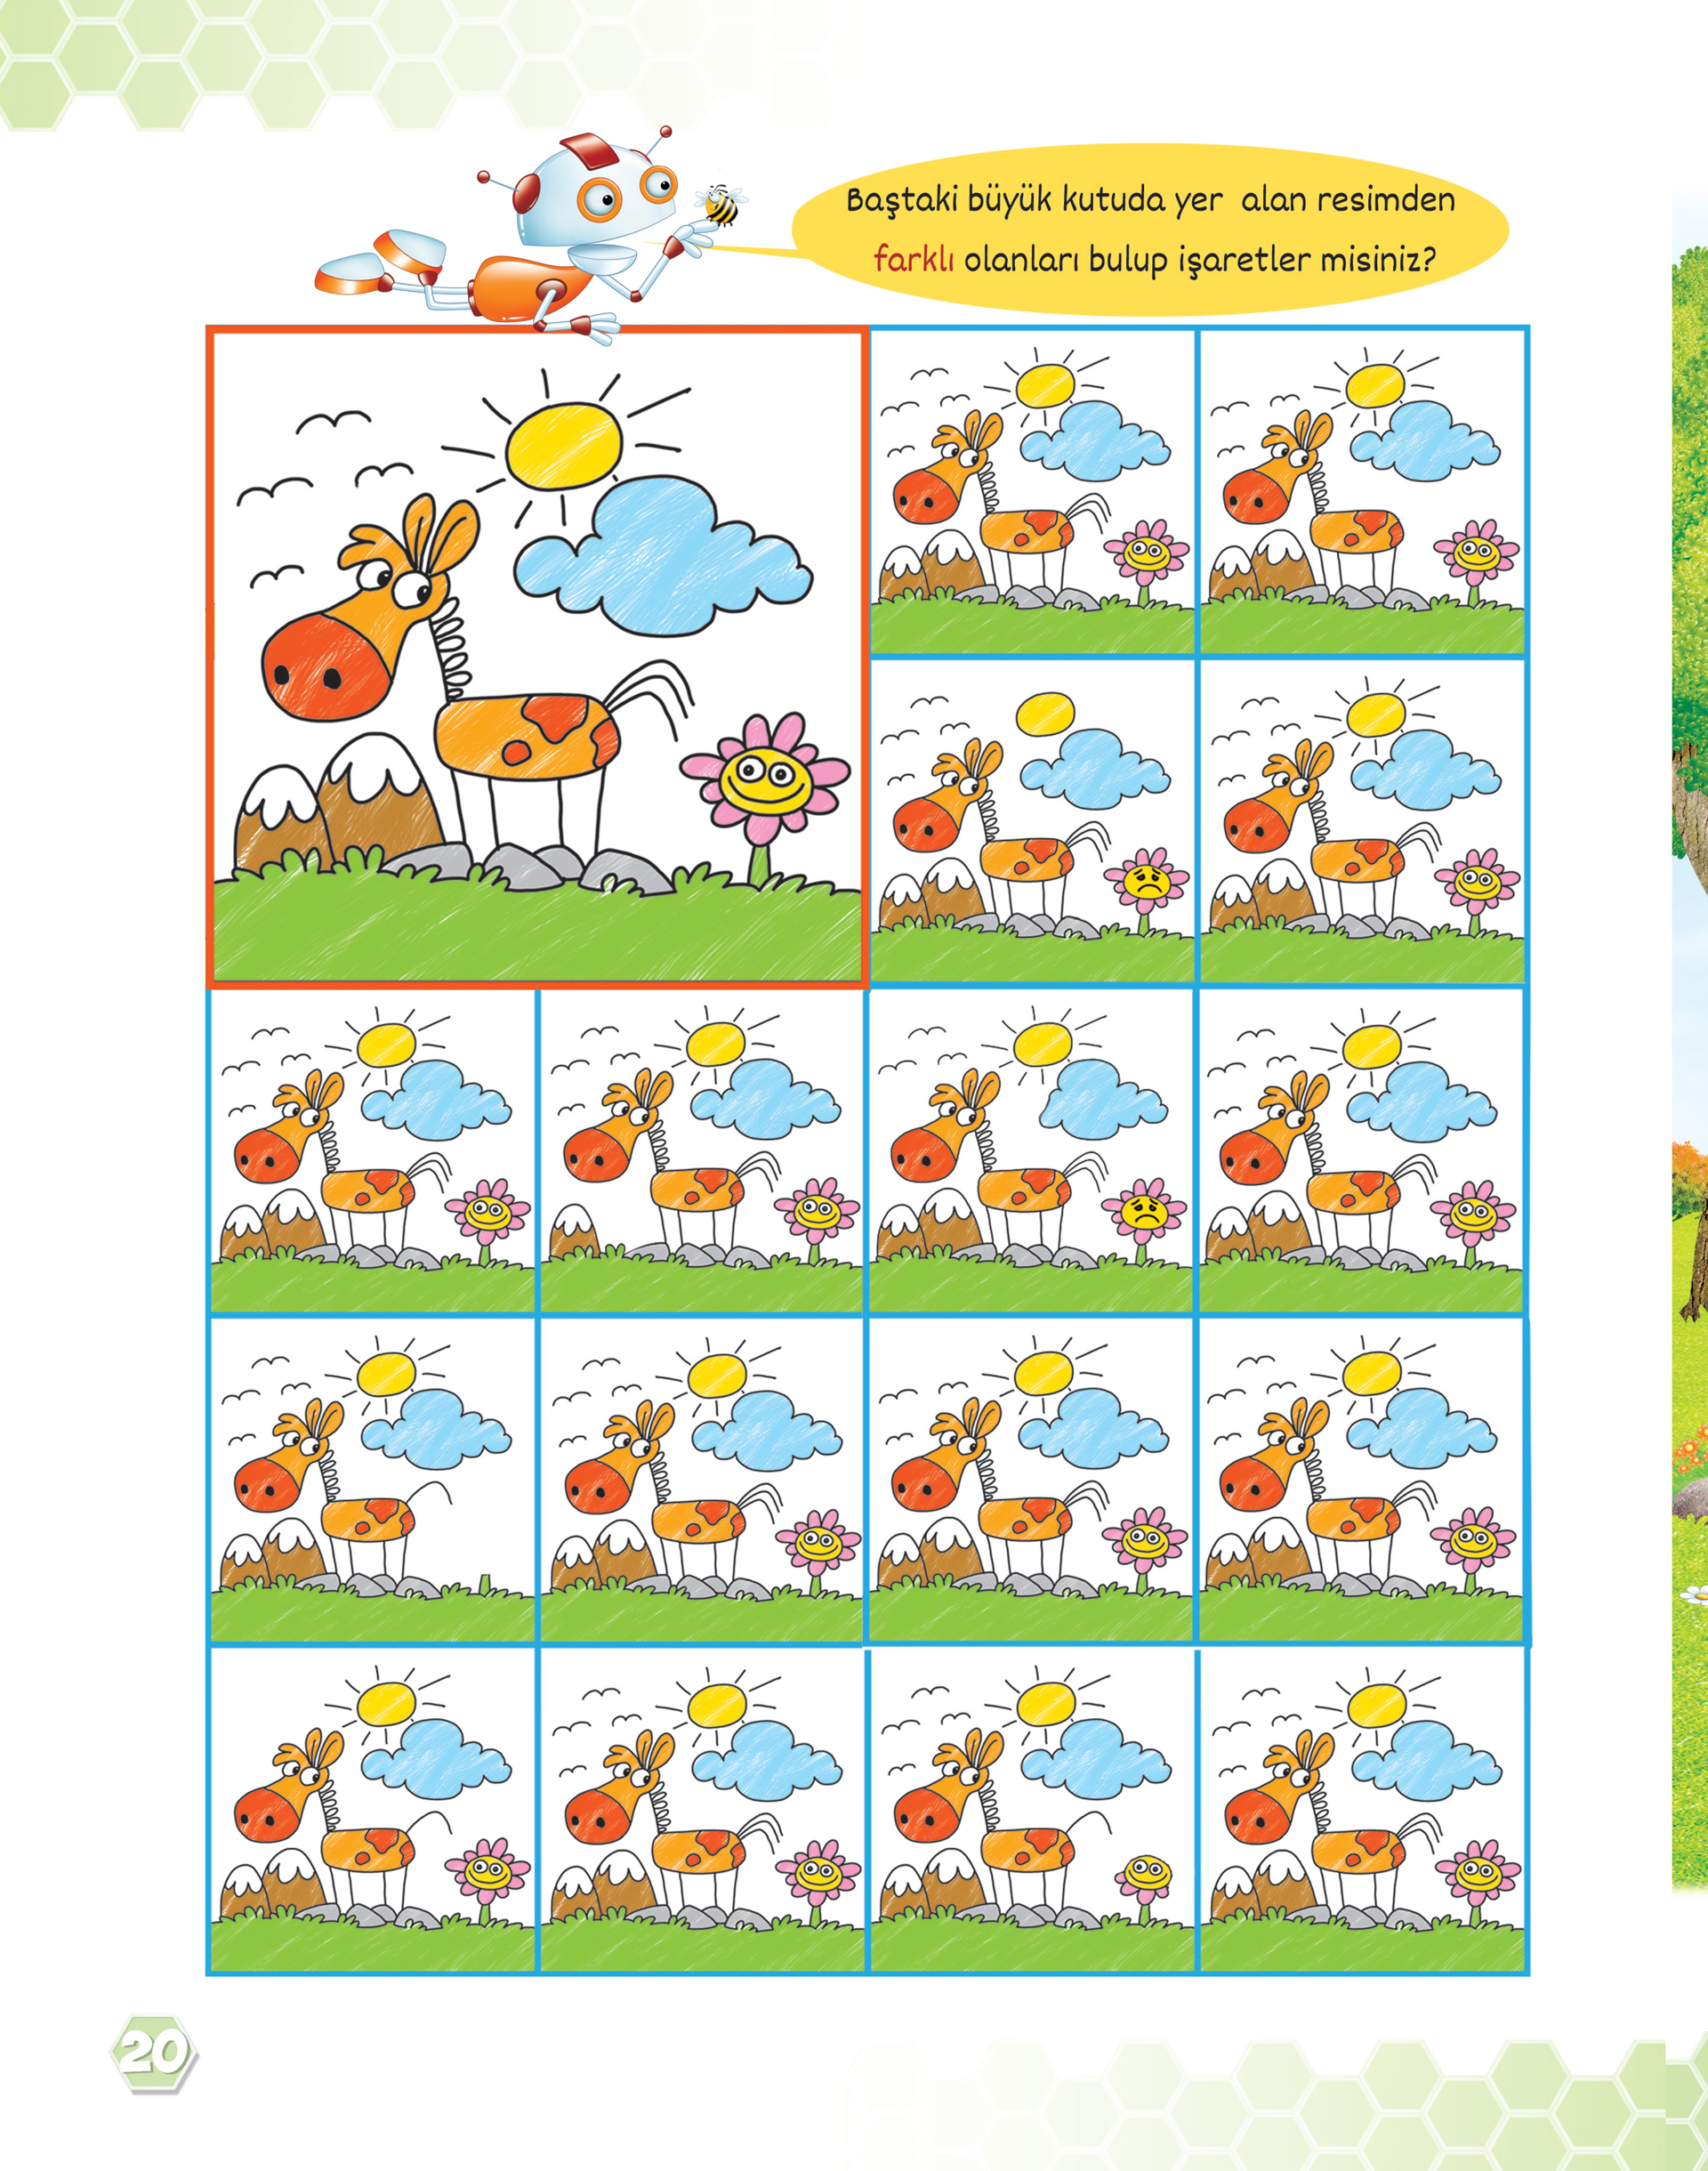 Baştaki büyük kutuda yer alan resimden
farklı olanları bulup işaretler misiniz?
20